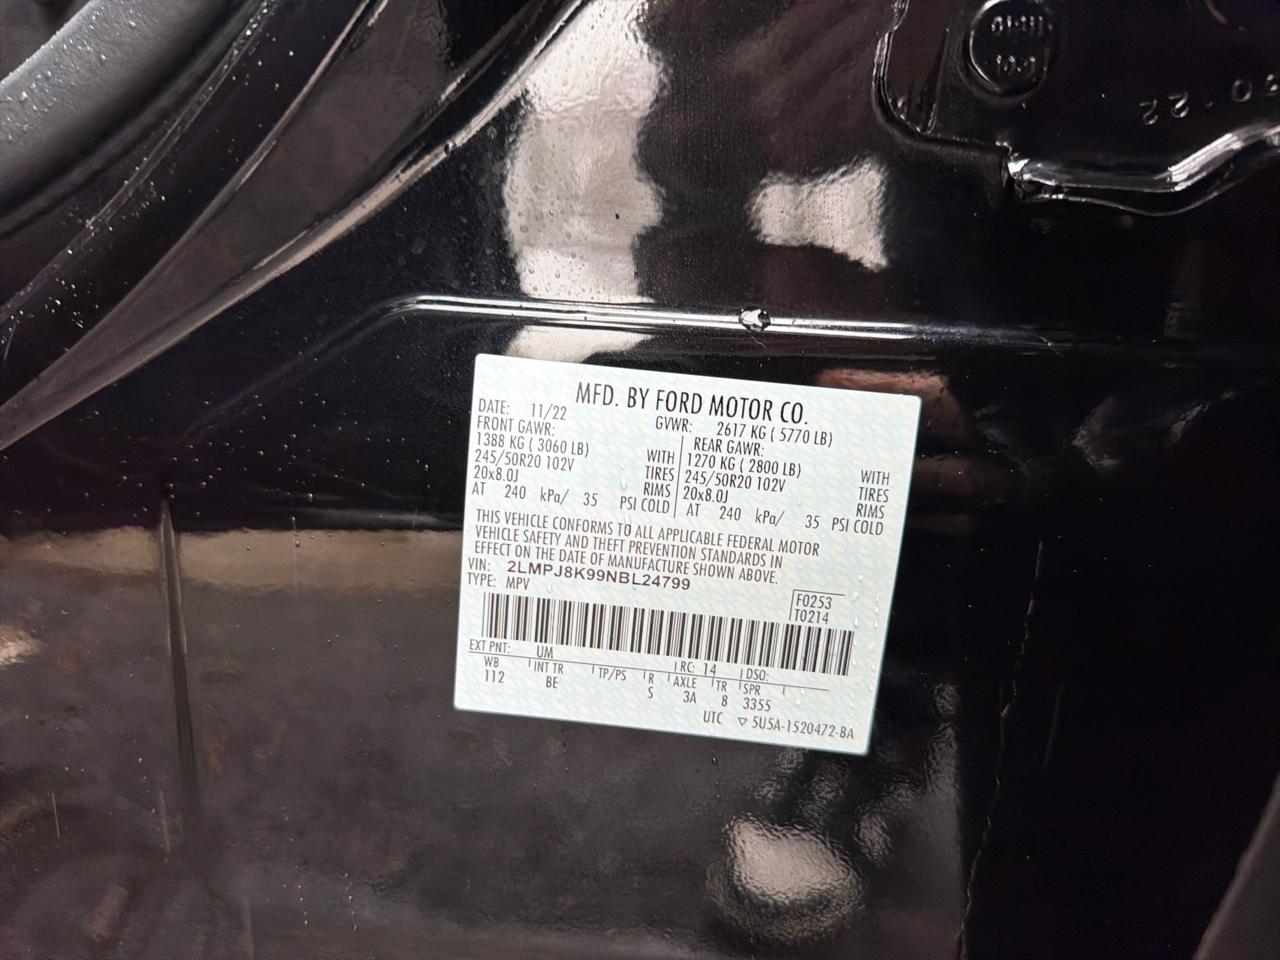 MFD. BY FORD MOTOR CO.
DATE: 11/22 GVWR: 2617 KG ( 5770 LB)
FRONT GAWR: REAR GAWR:
1388 KG ( 3060 LB) WITH 1270 KG ( 2800 LB) WITH
245/50R20 102V TIRES 245/50R20 102V TIRES
20x8.0J RIMS 20x8.0J RIMS
AT 240 kPa/ 35 PSI COLD AT 240 kPa/ 35 PSI COLD
THIS VEHICLE CONFORMS TO ALL APPLICABLE FEDERAL MOTOR
VEHICLE SAFETY AND THEFT PREVENTION STANDARDS IN
EFFECT ON THE DATE OF MANUFACTURE SHOWN ABOVE.
VIN: 2LMPJ8K99NBL24799
TYPE: MPV
F0253
T0214
EXT PNT: UM RC: 14 DSO:
WB INT TR TP/PS R AXLE TR SPR
112 BE S 3A 8 3355
UTC ▽ 5U5A-1520472-BA